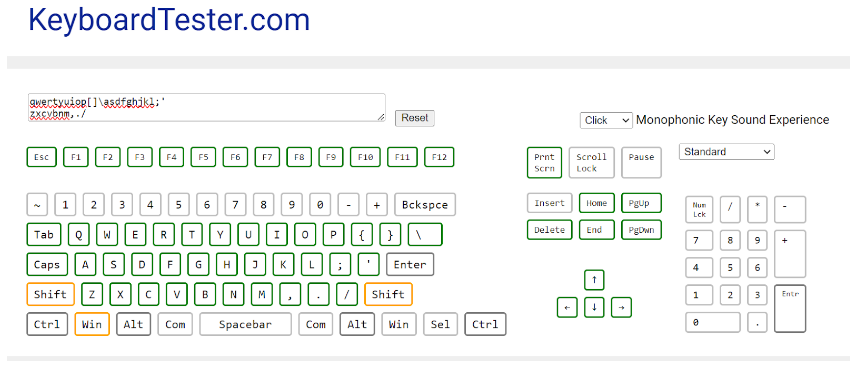 KeyboardTester.com
qwertyuiop[]\asdfghjkl;'
zxcvbnm,./
Reset
Click Monophonic Key Sound Experience
Esc F1 F2 F3 F4 F5 F6 F7 F8 F9 F10 F11 F12
Prnt Scrn Scroll Lock Pause
Standard
~ 1 2 3 4 5 6 7 8 9 0 - + Bckspce
Insert Home PgUp
Num Lck / * -
Tab Q W E R T Y U I O P { } \
Delete End PgDwn
7 8 9 +
Caps A S D F G H J K L ; ' Enter
4 5 6
Shift Z X C V B N M , . / Shift
↑
1 2 3 Entr
Ctrl Win Alt Com Spacebar Com Alt Win Sel Ctrl
← ↓ →
0 .